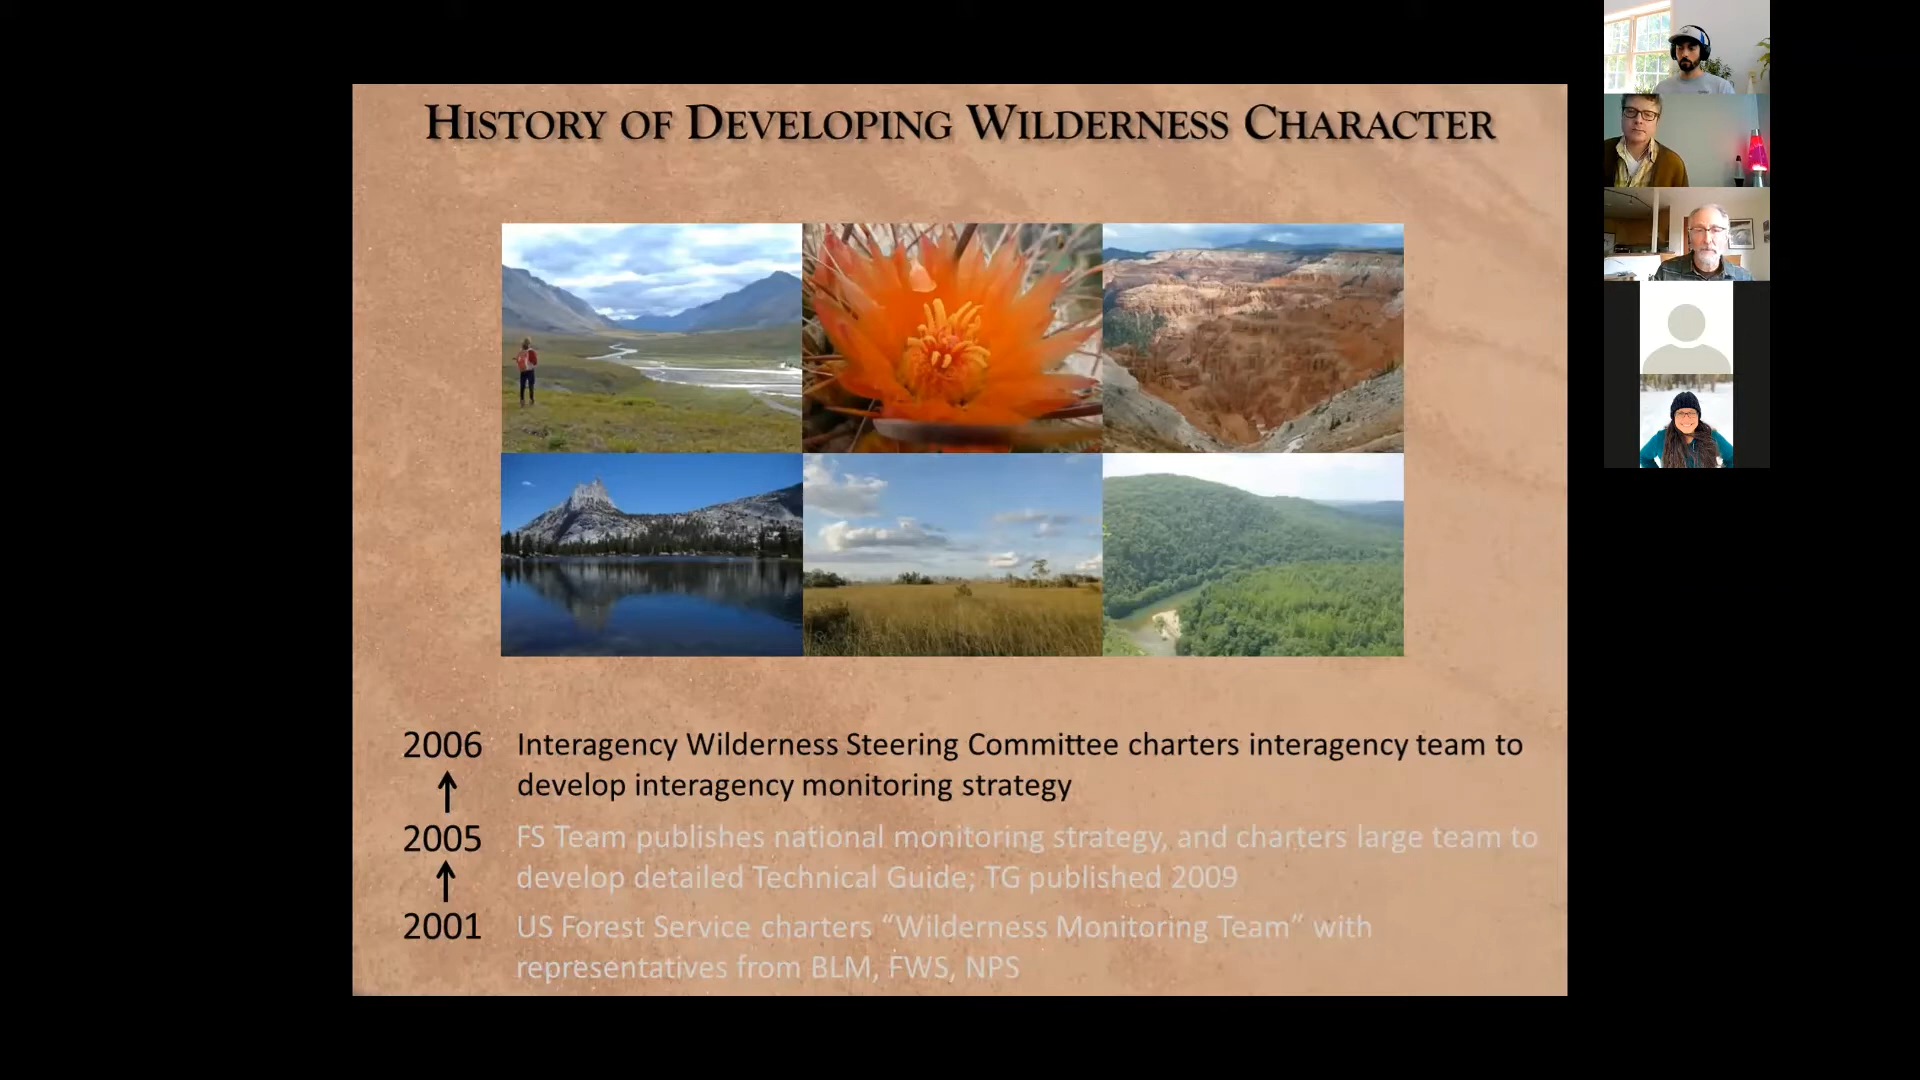 HISTORY OF DEVELOPING WILDERNESS CHARACTER
2006 Interagency Wilderness Steering Committee charters interagency team to
develop interagency monitoring strategy
2005 FS Team publishes national monitoring strategy, and charters large team to
develop detailed Technical Guide; TG published 2009
2001 US Forest Service charters “Wilderness Monitoring Team” with
representatives from BLM, FWS, NPS